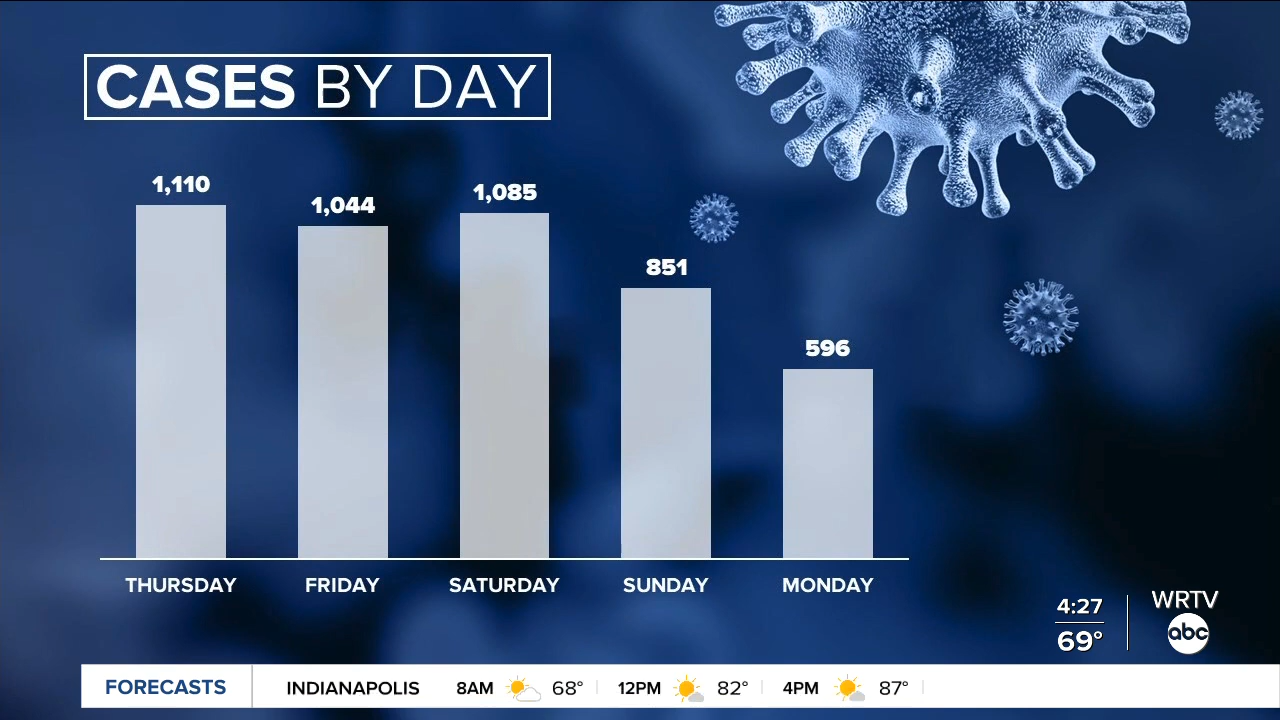 CASES BY DAY
1,110
1,044
1,085
851
596
THURSDAY
FRIDAY
SATURDAY
SUNDAY
MONDAY
4:27
69°
WRTV
abc
FORECASTS
INDIANAPOLIS 8AM 68° 12PM 82° 4PM 87°